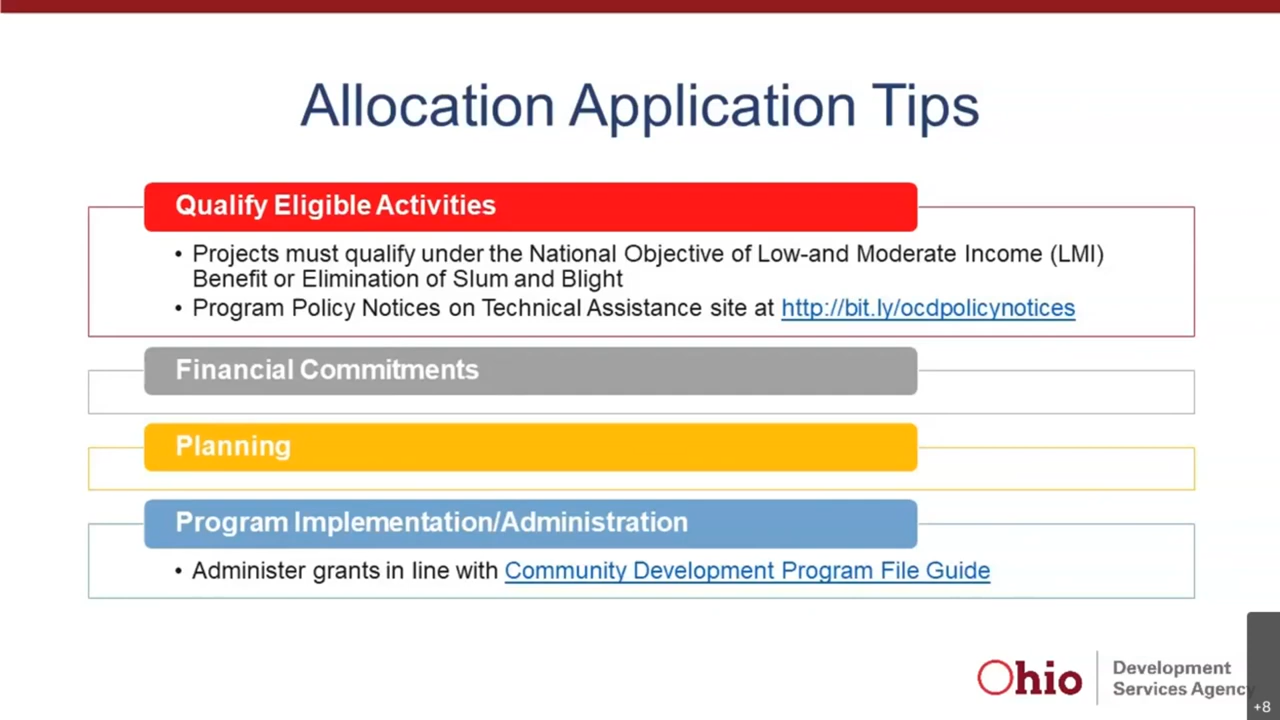 Allocation Application Tips
Qualify Eligible Activities
• Projects must qualify under the National Objective of Low-and Moderate Income (LMI)
Benefit or Elimination of Slum and Blight
• Program Policy Notices on Technical Assistance site at http://bit.ly/ocdpolicynotices
Financial Commitments
Planning
Program Implementation/Administration
• Administer grants in line with Community Development Program File Guide
Ohio
Development
Services Agency
+8